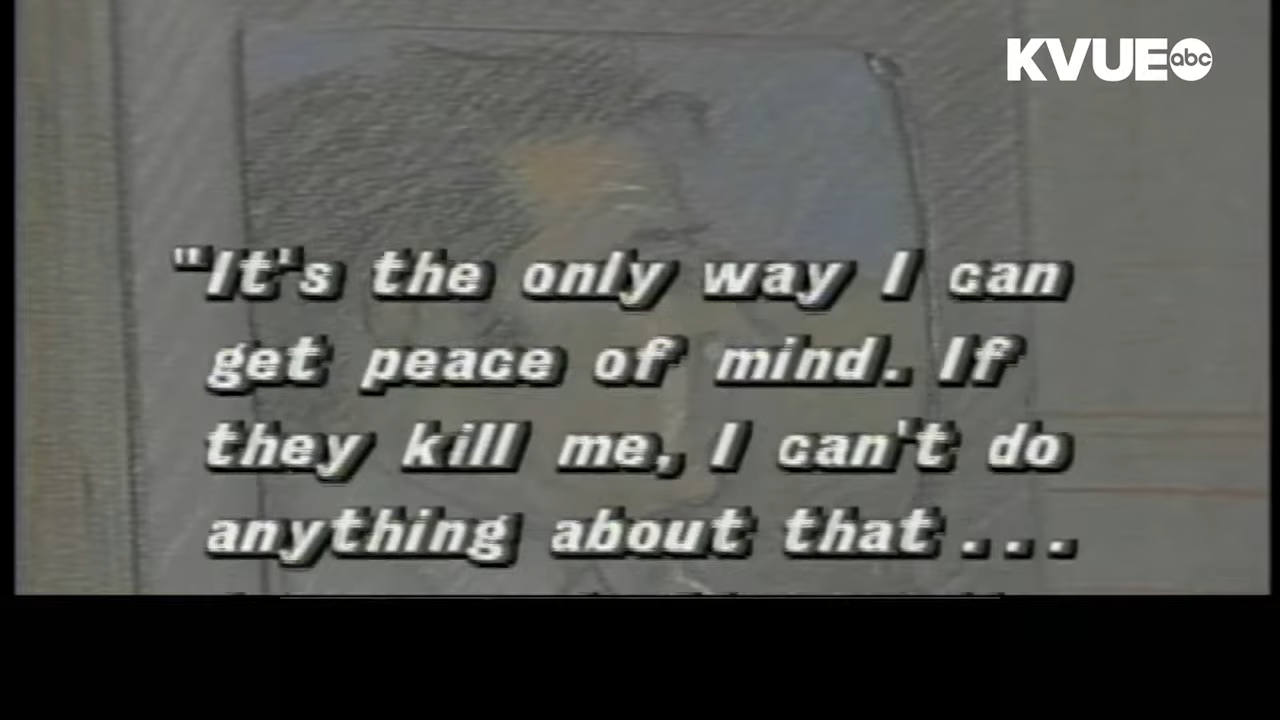 KVUE abc
"It's the only way I can
get peace of mind. If
they kill me, I can't do
anything about that...